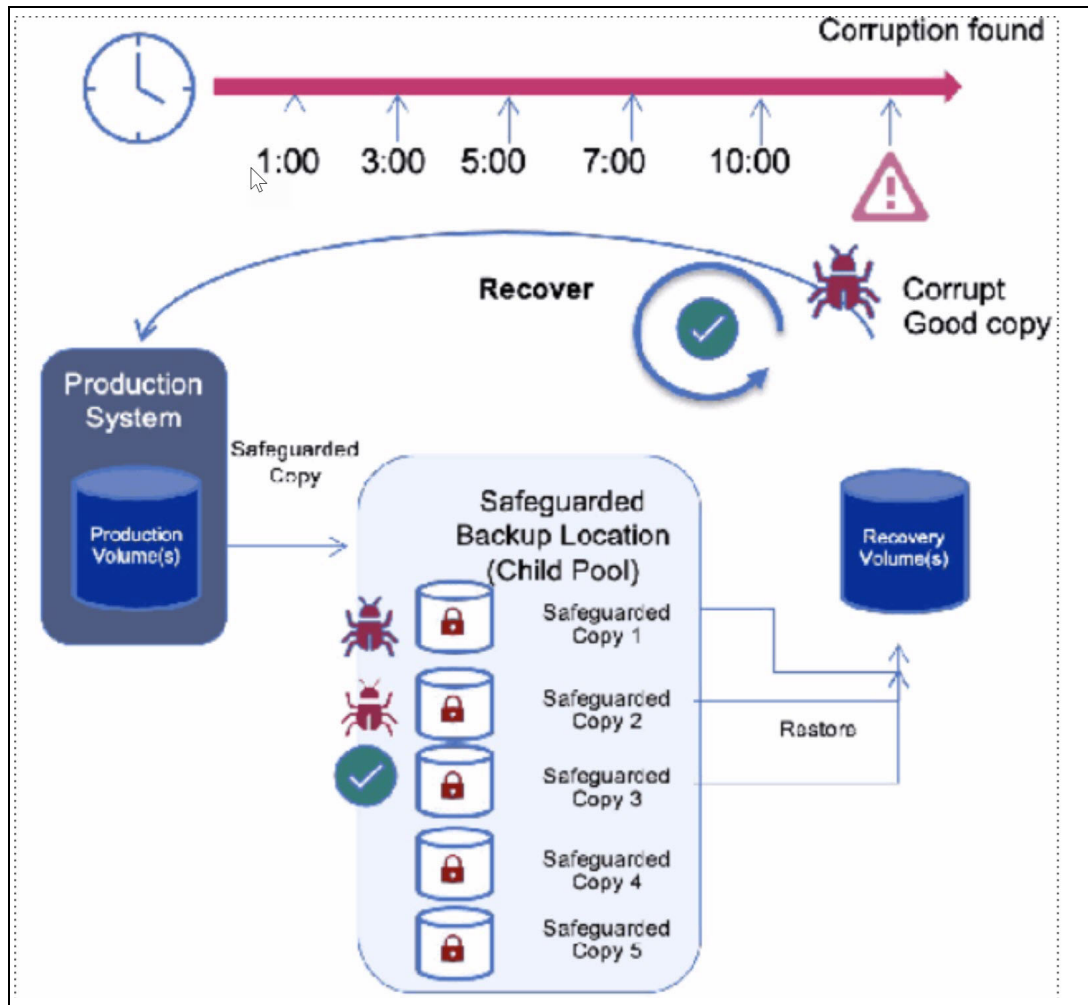 Corruption found
1:00 3:00 5:00 7:00 10:00
Recover
Corrupt
Good copy
Production
System
Production
Volume(s)
Safeguarded
Copy
Safeguarded
Backup Location
(Child Pool)
Safeguarded
Copy 1
Safeguarded
Copy 2
Safeguarded
Copy 3
Safeguarded
Copy 4
Safeguarded
Copy 5
Recovery
Volume(s)
Restore